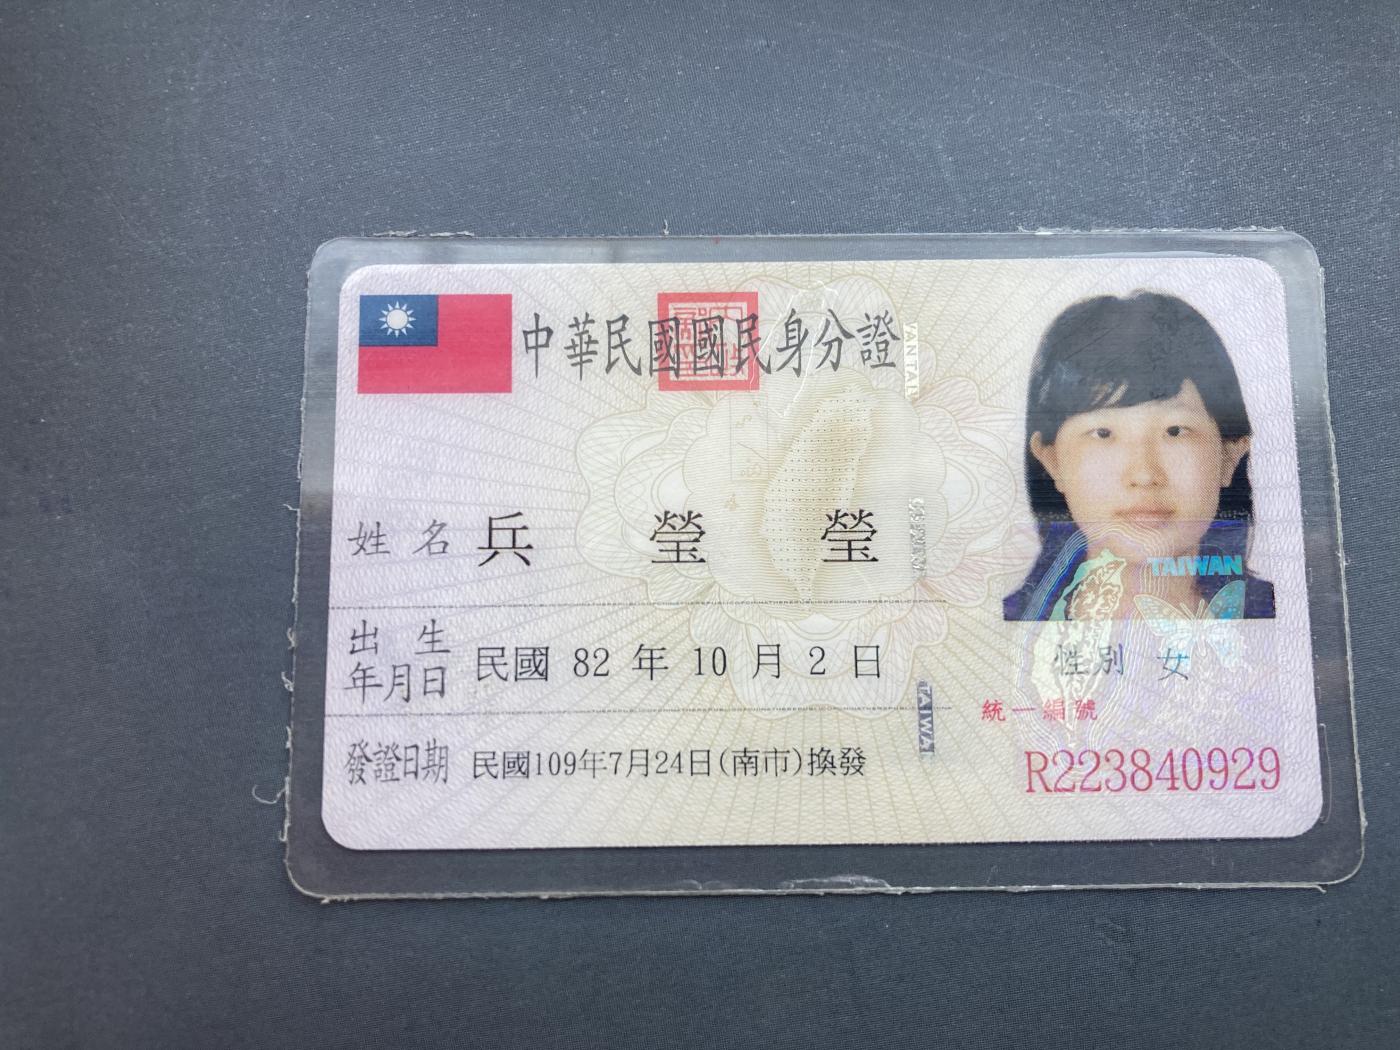 中華民國國民身分證
姓名 兵瑩瑩
出生年月日 民國 82 年 10 月 2 日
發證日期 民國109年7月24日(南市)換發
TAIWAN
性別 女
統一編號
R223840929